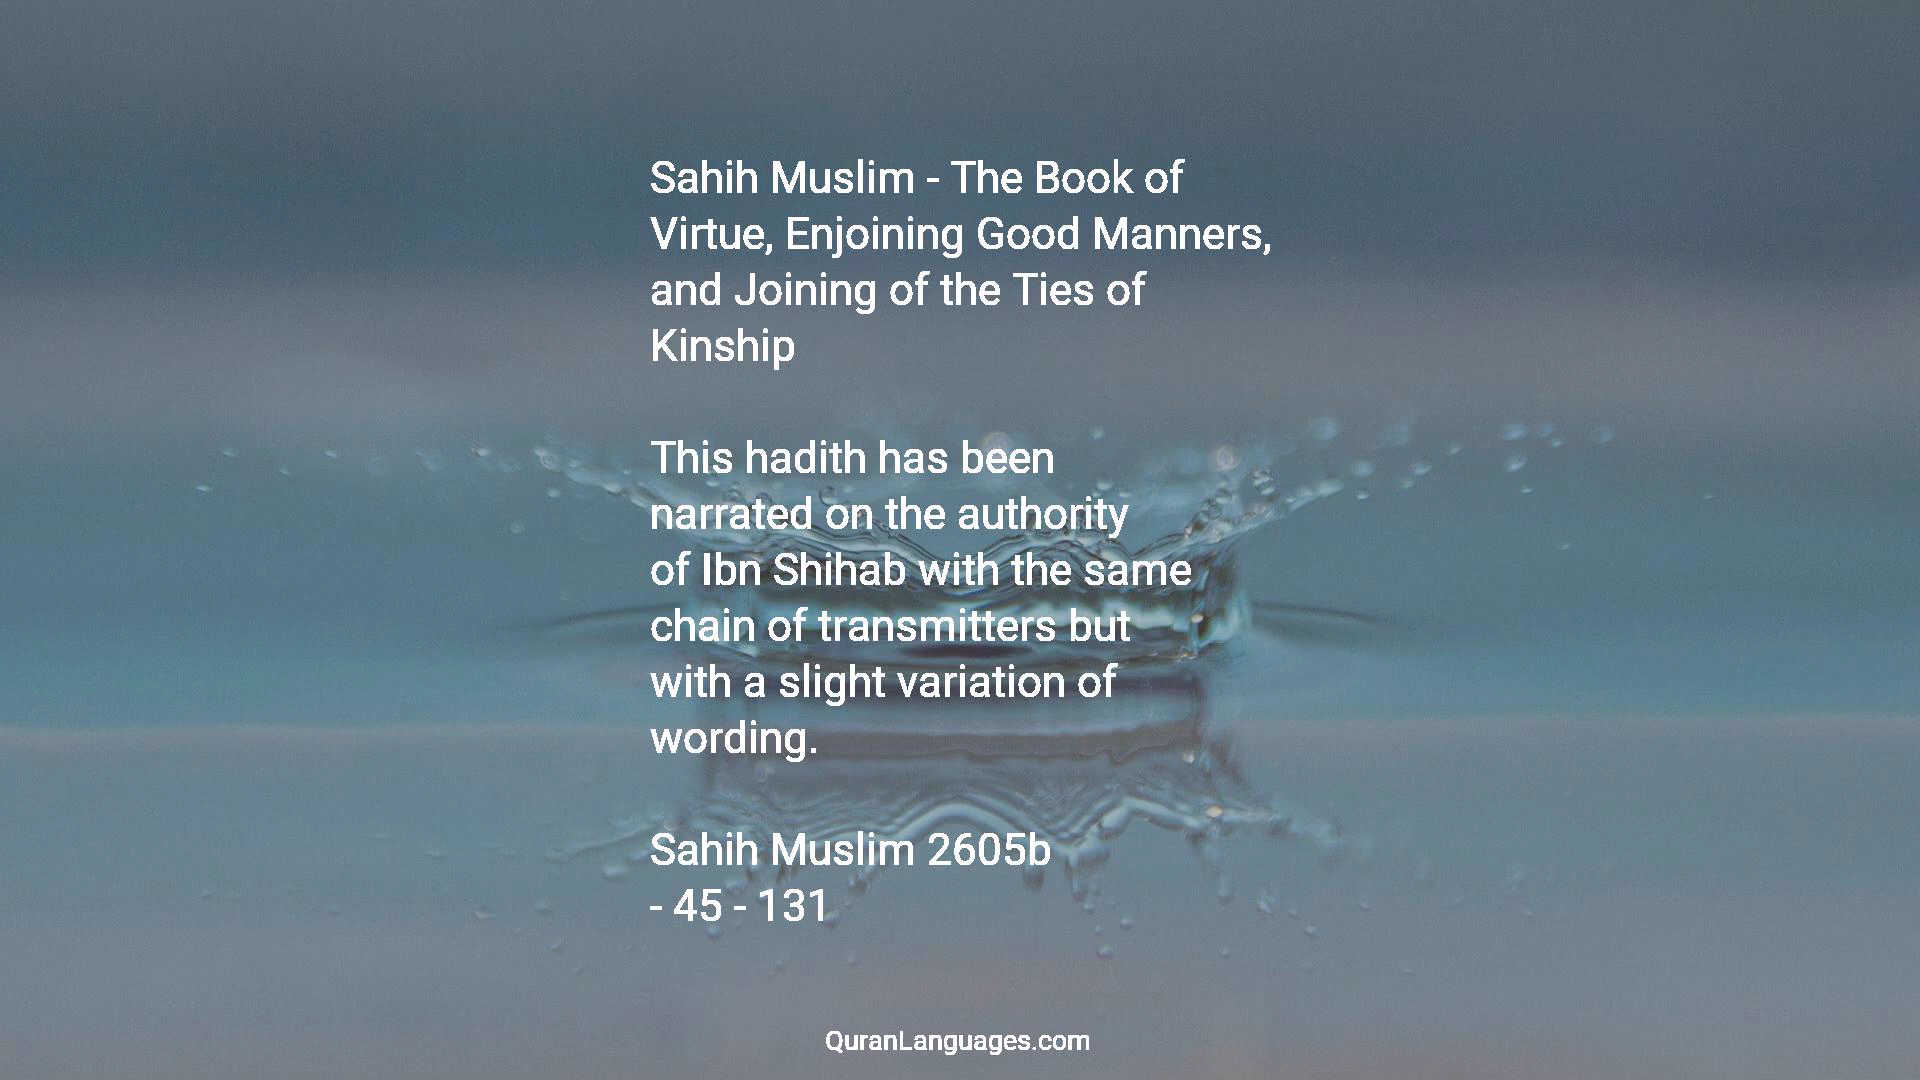 Sahih Muslim - The Book of
Virtue, Enjoining Good Manners,
and Joining of the Ties of
Kinship
This hadith has been
narrated on the authority
of Ibn Shihab with the same
chain of transmitters but
with a slight variation of
wording.
Sahih Muslim 2605b
- 45 - 131
QuranLanguages.com